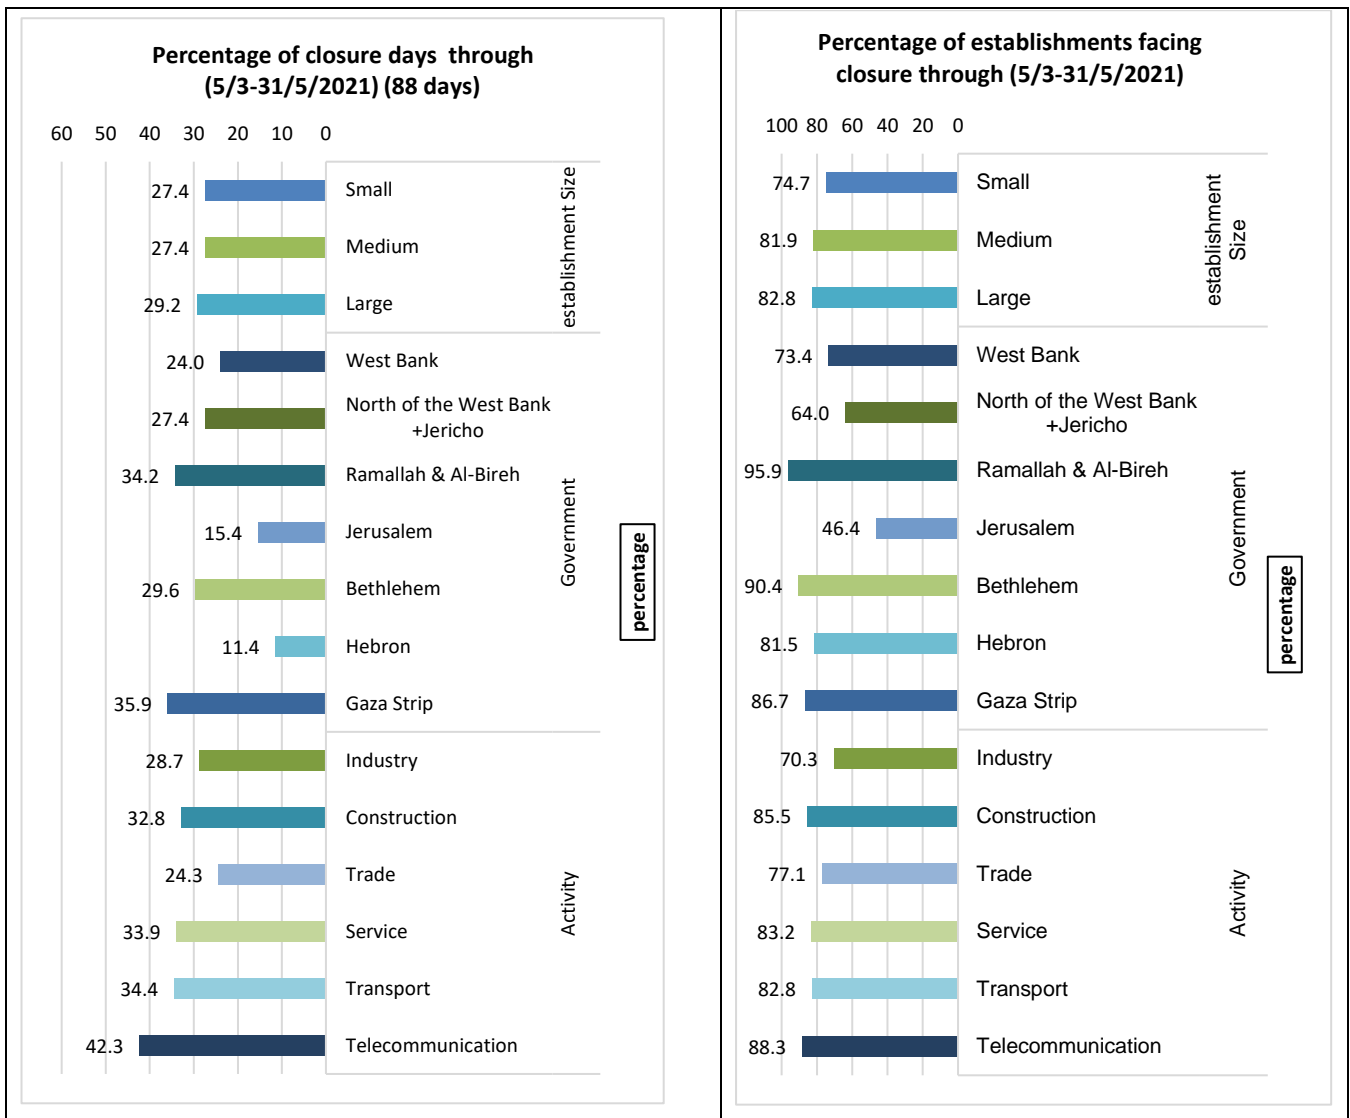 Percentage of closure days through
(5/3-31/5/2021) (88 days)
60 50 40 30 20 10 0
27.4 Small
27.4 Medium
29.2 Large
establishment Size
24.0 West Bank
27.4 North of the West Bank
+Jericho
34.2 Ramallah & Al-Bireh
15.4 Jerusalem
29.6 Bethlehem
11.4 Hebron
35.9 Gaza Strip
Government
28.7 Industry
32.8 Construction
24.3 Trade
33.9 Service
34.4 Transport
42.3 Telecommunication
Activity
percentage
Percentage of establishments facing
closure through (5/3-31/5/2021)
100 80 60 40 20 0
74.7 Small
81.9 Medium
82.8 Large
establishment
Size
73.4 West Bank
64.0 North of the West Bank
+Jericho
95.9 Ramallah & Al-Bireh
46.4 Jerusalem
90.4 Bethlehem
81.5 Hebron
86.7 Gaza Strip
Government
70.3 Industry
85.5 Construction
77.1 Trade
83.2 Service
82.8 Transport
88.3 Telecommunication
Activity
percentage